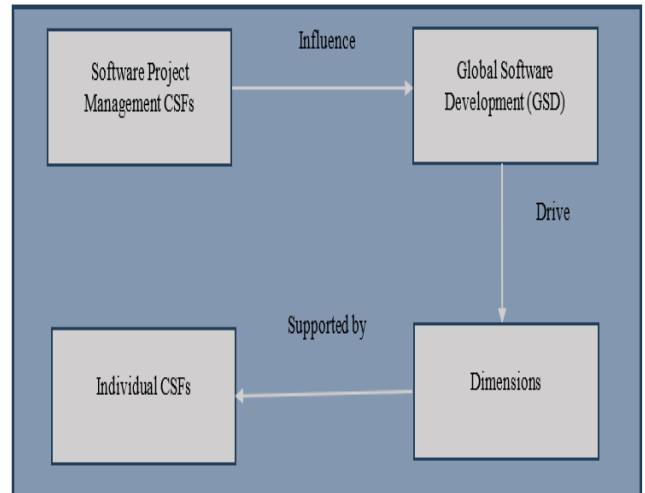 Software Project
Management CSFs
Influence
Global Software
Development (GSD)
Drive
Supported by
Individual CSFs
Dimensions